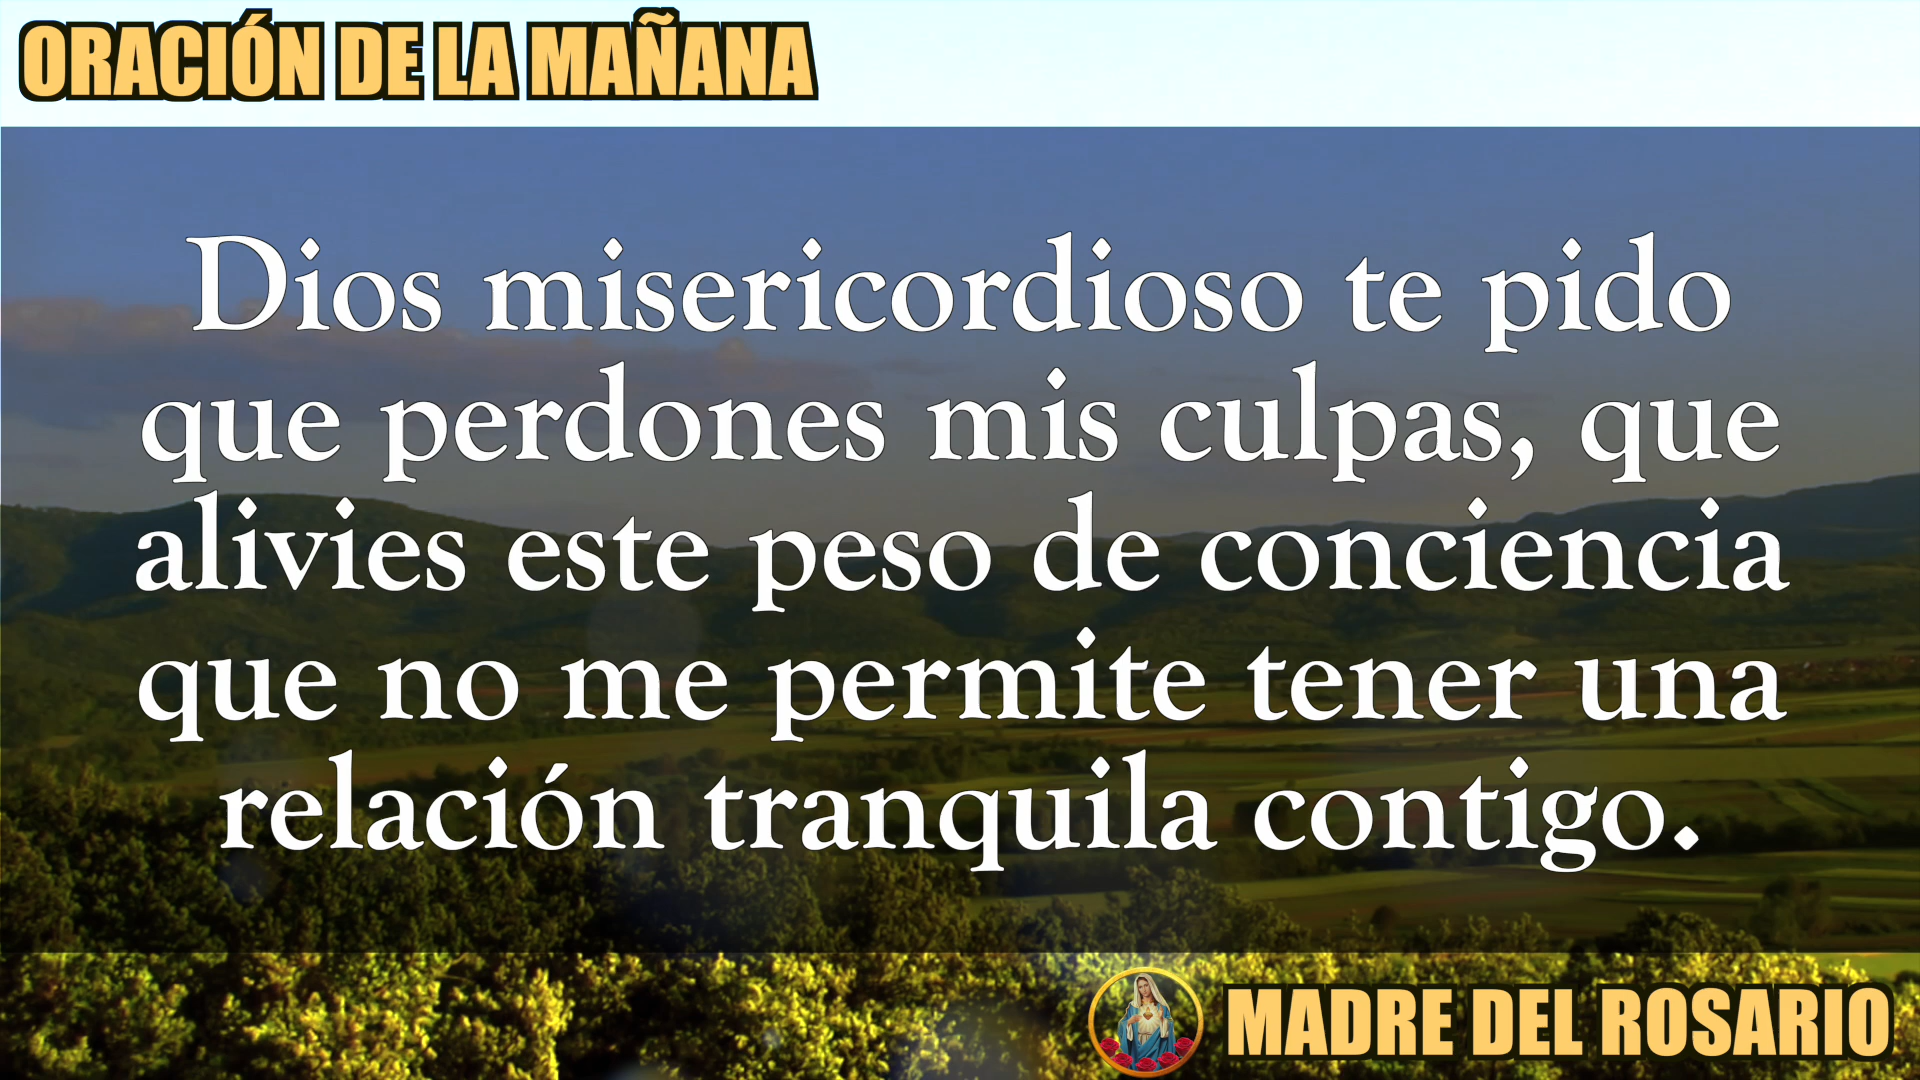 ORACIÓN DE LA MAÑANA
Dios misericordioso te pido
que perdones mis culpas, que
alivies este peso de conciencia
que no me permite tener una
relación tranquila contigo.
MADRE DEL ROSARIO